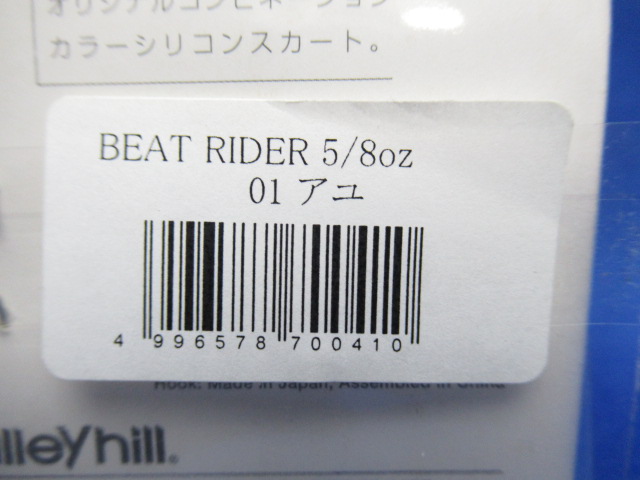 オリジナルコンビネーション
カラーシリコンスカート。
BEAT RIDER 5/8oz
01 アユ
4 996578 700410
Hook, Made in Japan, Assembled in China
lleyhill.